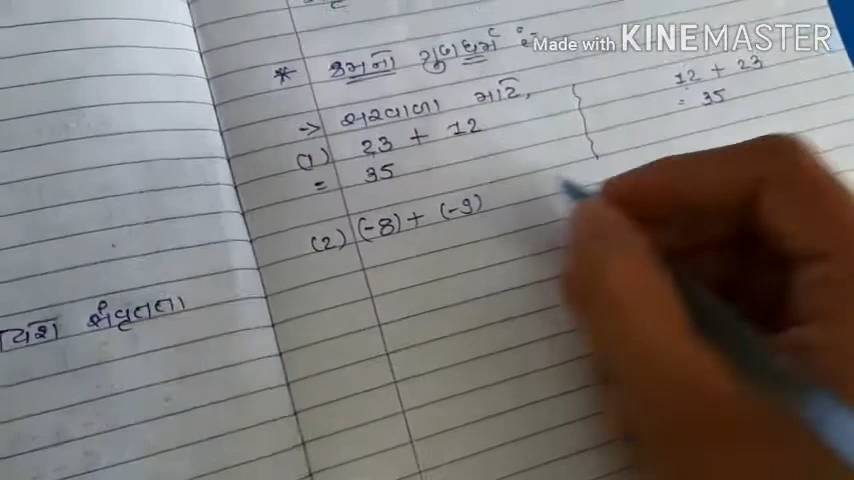 Made with KINEMASTER
* ક્રમનો ગુણધર્મ :-
→ સરવાળા માટે,
(1) 23 + 12
= 35
12 + 23
= 35
(2) (-8) + (-9)
સંવૃતતા